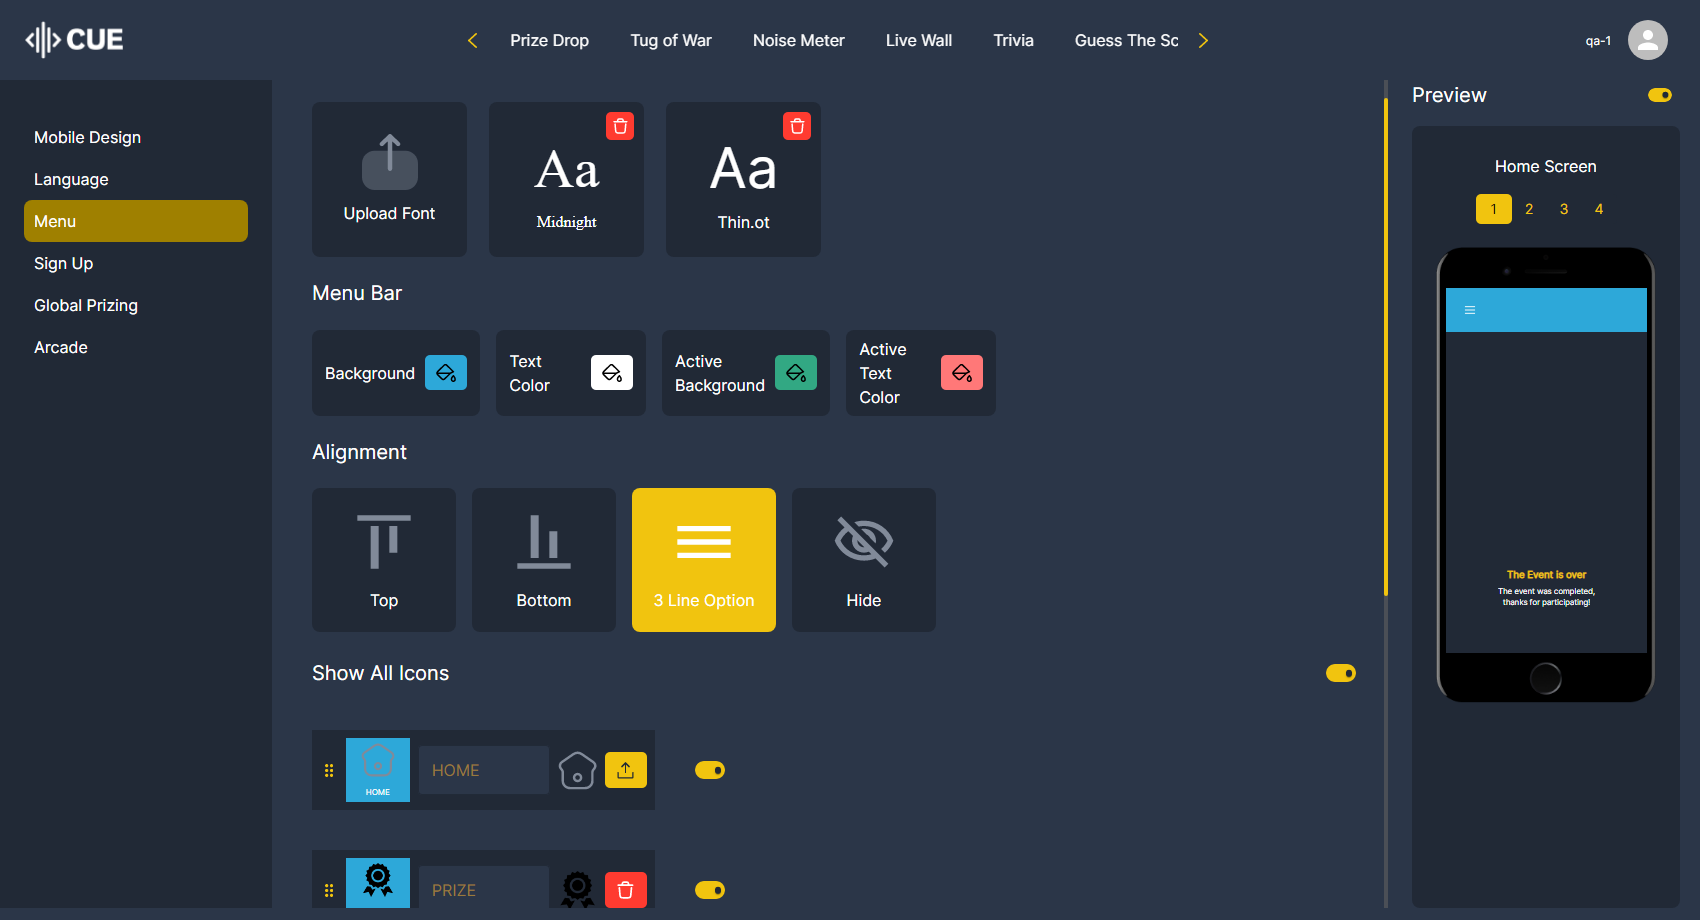 CUE
Prize Drop
Tug of War
Noise Meter
Live Wall
Trivia
Guess The Sc
qa-1
Mobile Design
Language
Menu
Sign Up
Global Prizing
Arcade
Upload Font
Aa
Midnight
Aa
Thin.ot
Menu Bar
Background
Text
Color
Active
Background
Active
Text
Color
Alignment
Top
Bottom
3 Line Option
Hide
Show All Icons
HOME
HOME
PRIZE
Preview
Home Screen
1 2 3 4
The Event is over
The event was completed,
thanks for participating!